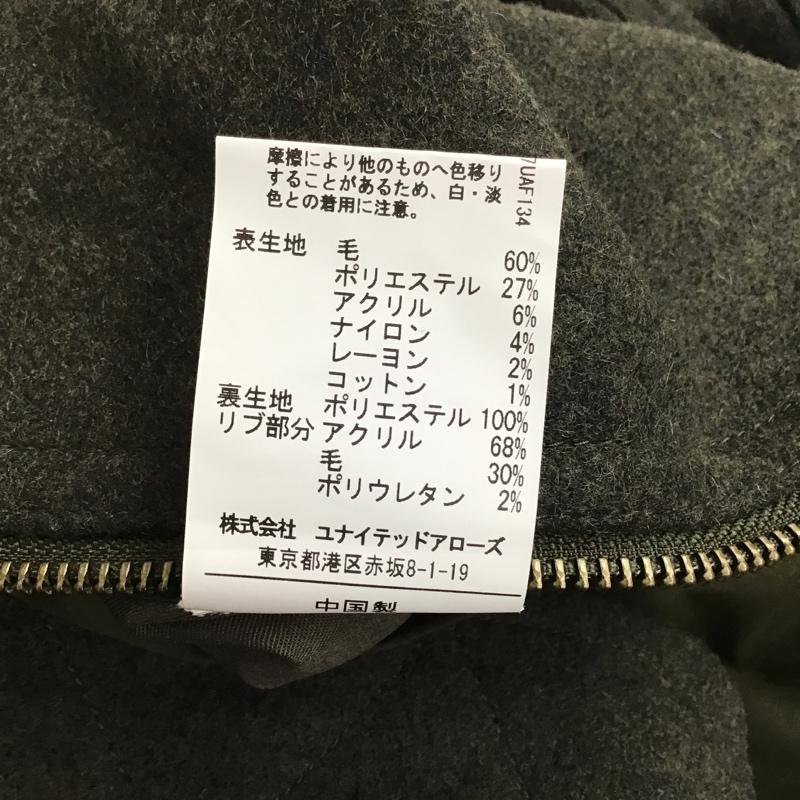 摩擦により他のものへ色移り
することがあるため、白・淡
色との着用に注意。
7UAF134
表生地 毛 60%
ポリエステル 27%
アクリル 6%
ナイロン 4%
レーヨン 2%
コットン 1%
裏生地 ポリエステル 100%
リブ部分 アクリル 68%
毛 30%
ポリウレタン 2%
株式会社 ユナイテッドアローズ
東京都港区赤坂8-1-19
中国製